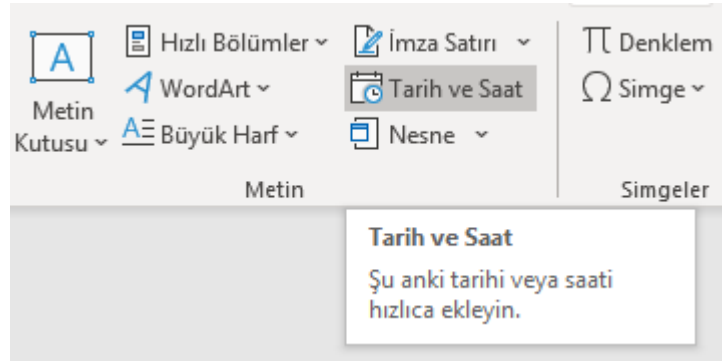 Metin
Kutusu
Hızlı Bölümler
WordArt
Büyük Harf
İmza Satırı
Tarih ve Saat
Nesne
Metin
Denklem
Simge
Simgeler
Tarih ve Saat
Şu anki tarihi veya saati
hızlıca ekleyin.